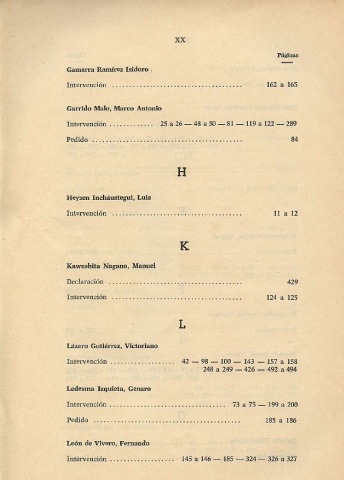 XX
Páginas
Gamarra Ramírez Isidoro .
Intervención .................................. 162 a 165
Garrido Malo, Marco Antonio
Intervención ............ 25 a 26 — 48 a 50 — 81 — 119 a 122 — 289
Pedido ....................................... 84
H
Heysen Incháustegui, Luis
Intervención .................................. 11 a 12
K
Kawashita Nagano, Manuel
Declaración .................................. 429
Intervención .................................. 124 a 125
L
Lázaro Gutiérrez, Victoriano
Intervención ................. 42 — 98 — 100 — 143 — 157 a 158
248 a 249 — 426 — 492 a 494
Ledesma Izquieta, Genaro
Intervención .............................. 73 a 75 — 199 a 200
Pedido ....................................... 185 a 186
León de Vivero, Fernando
Intervención ................. 145 a 146 — 185 — 324 — 326 a 327